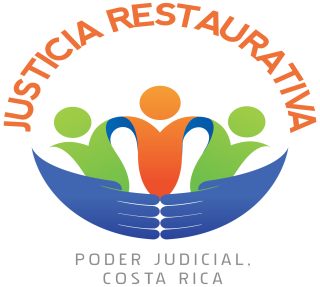 JUSTICIA RESTAURATIVA
PODER JUDICIAL,
COSTA RICA